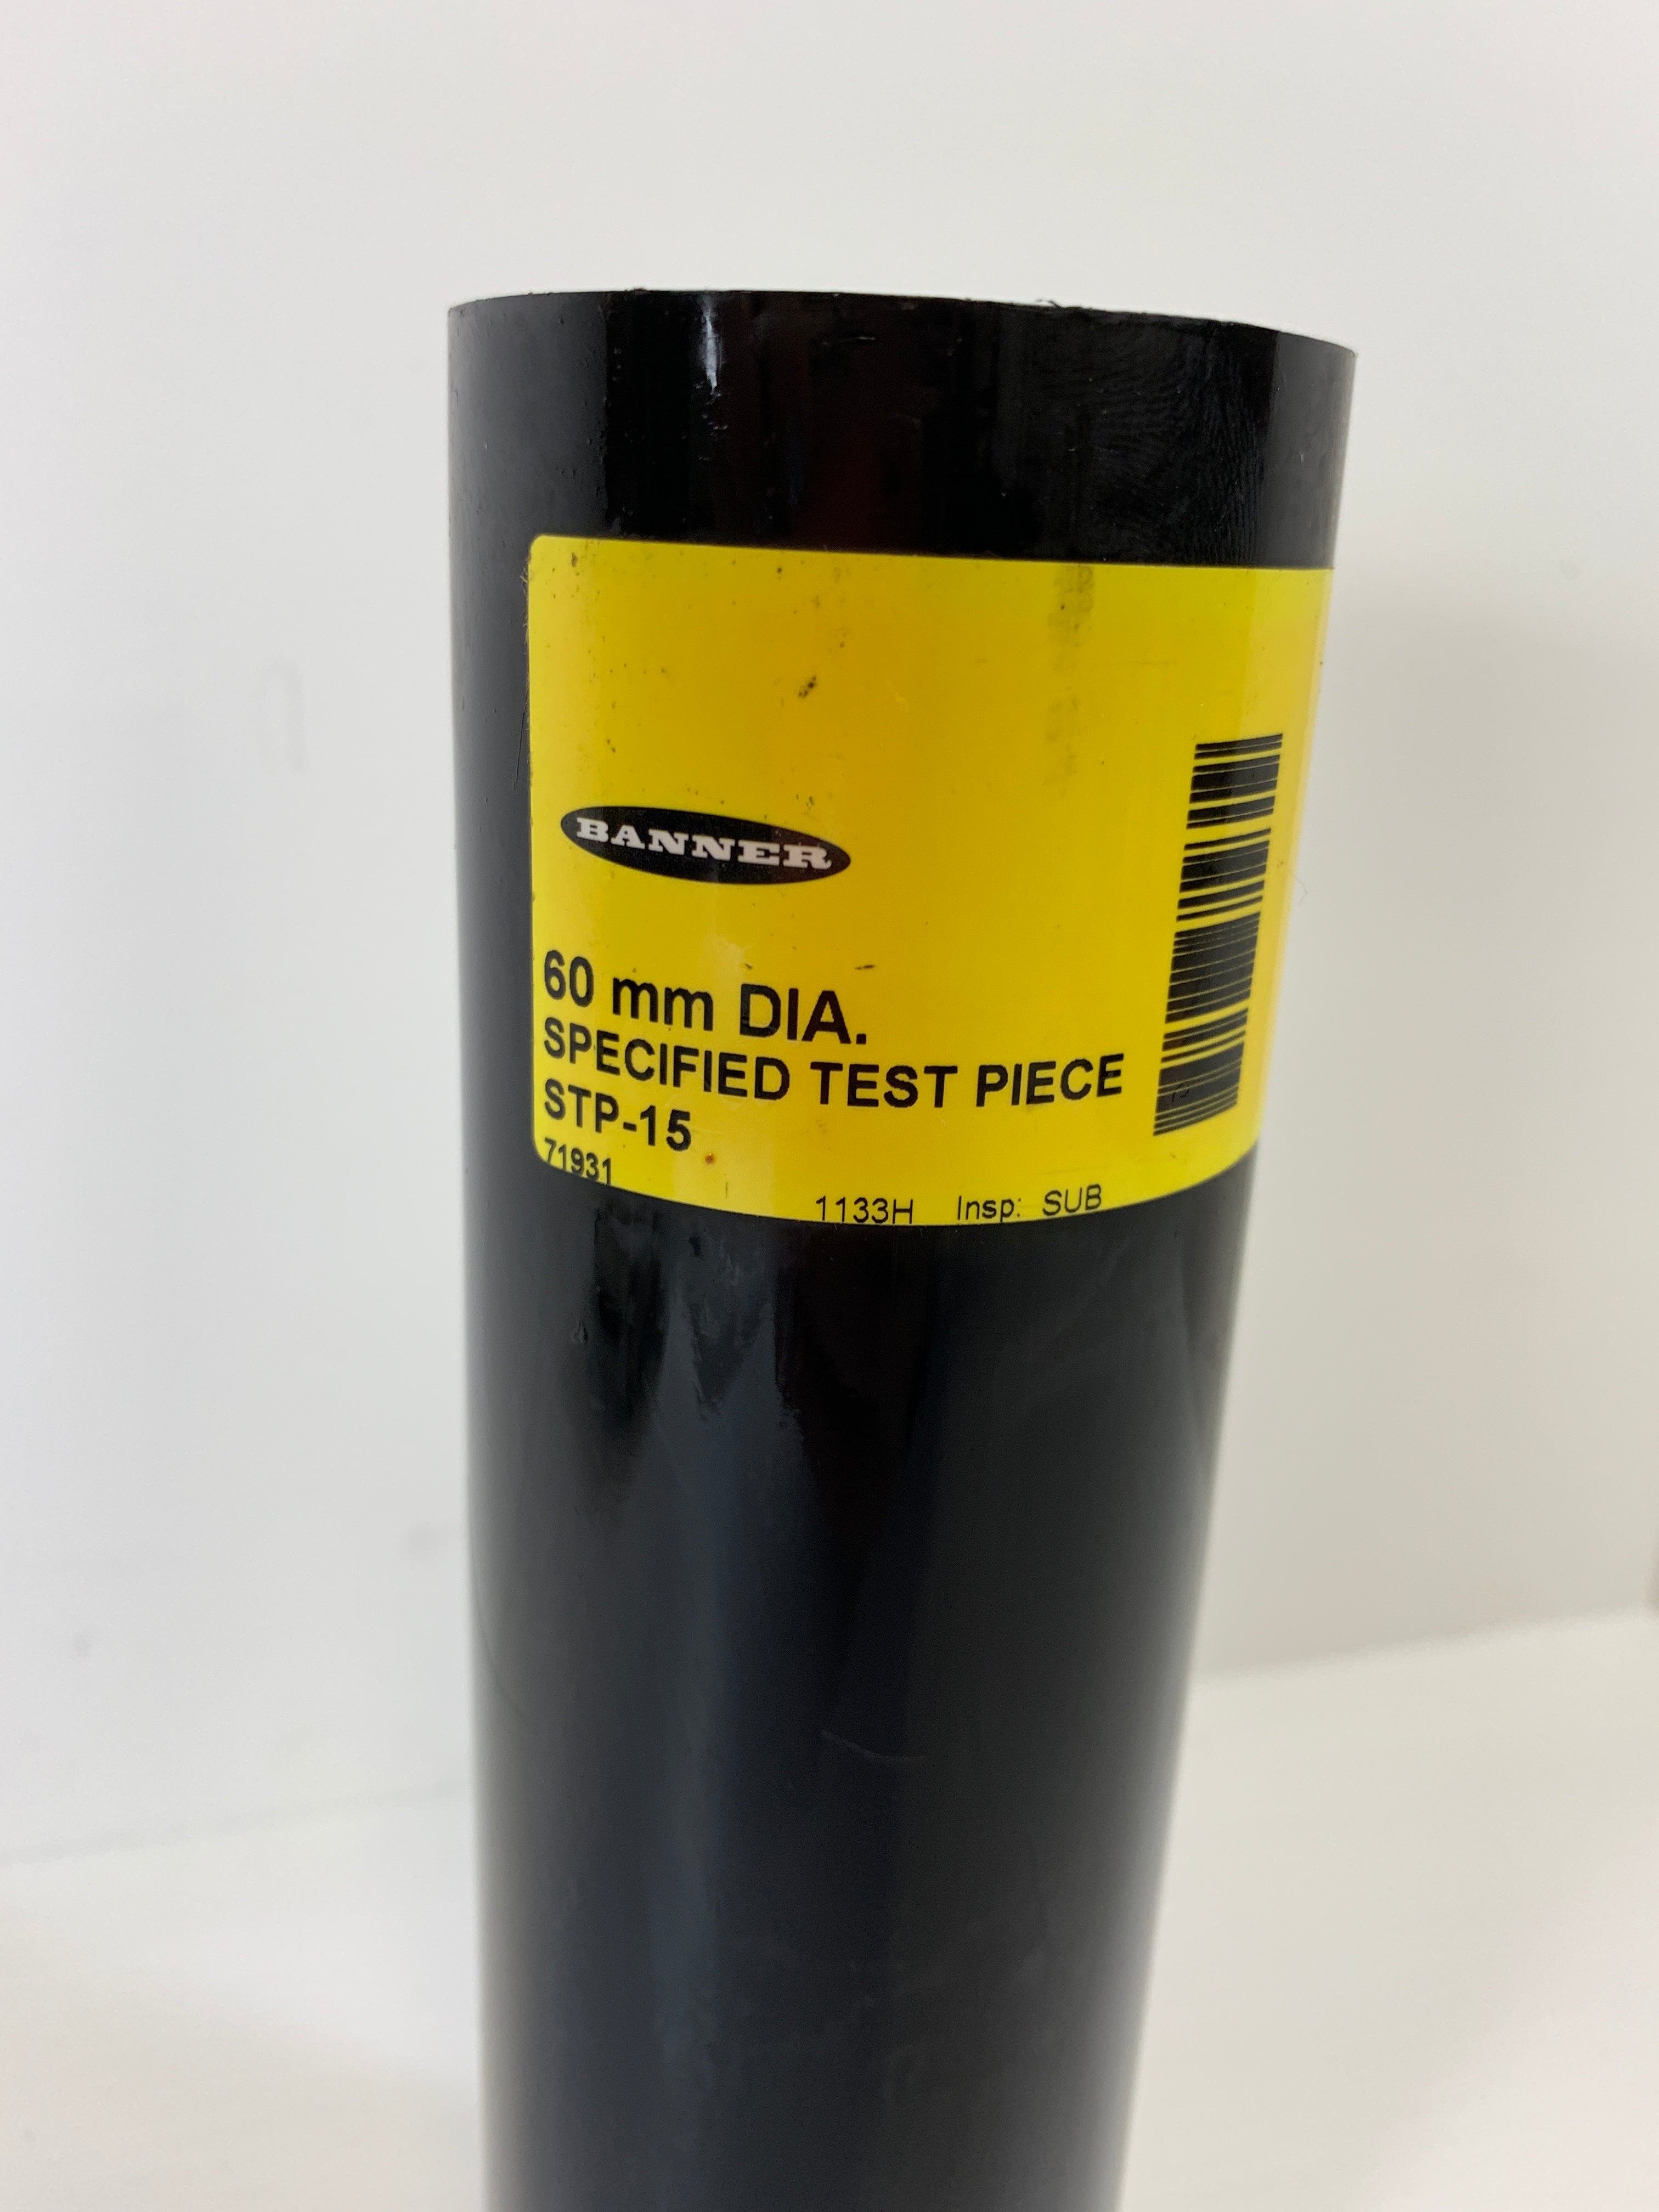 BANNER
60 mm DIA.
SPECIFIED TEST PIECE
STP-15
71931
1133H Insp: SUB